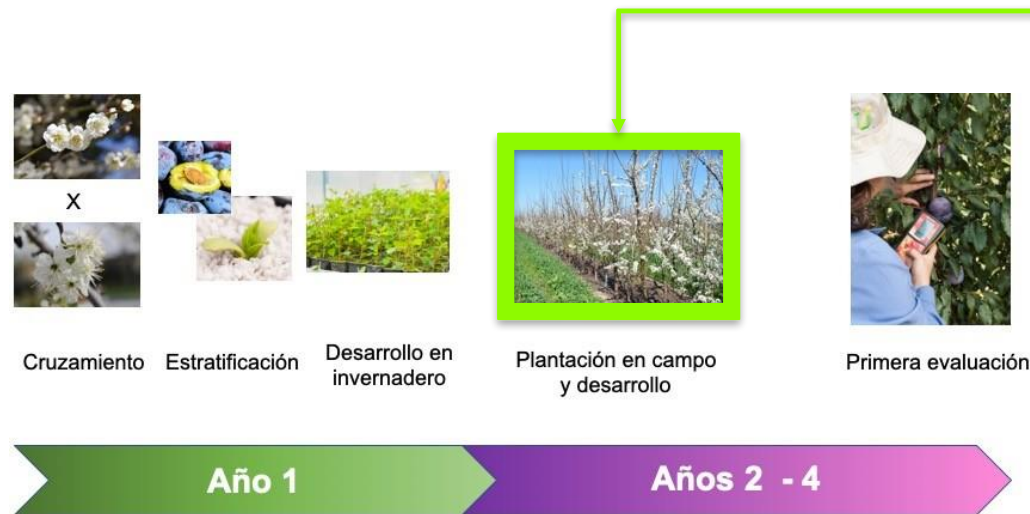 X
Cruzamiento
Estratificación
Desarrollo en
invernadero
Plantación en campo
y desarrollo
Primera evaluación
Año 1
Años 2 - 4